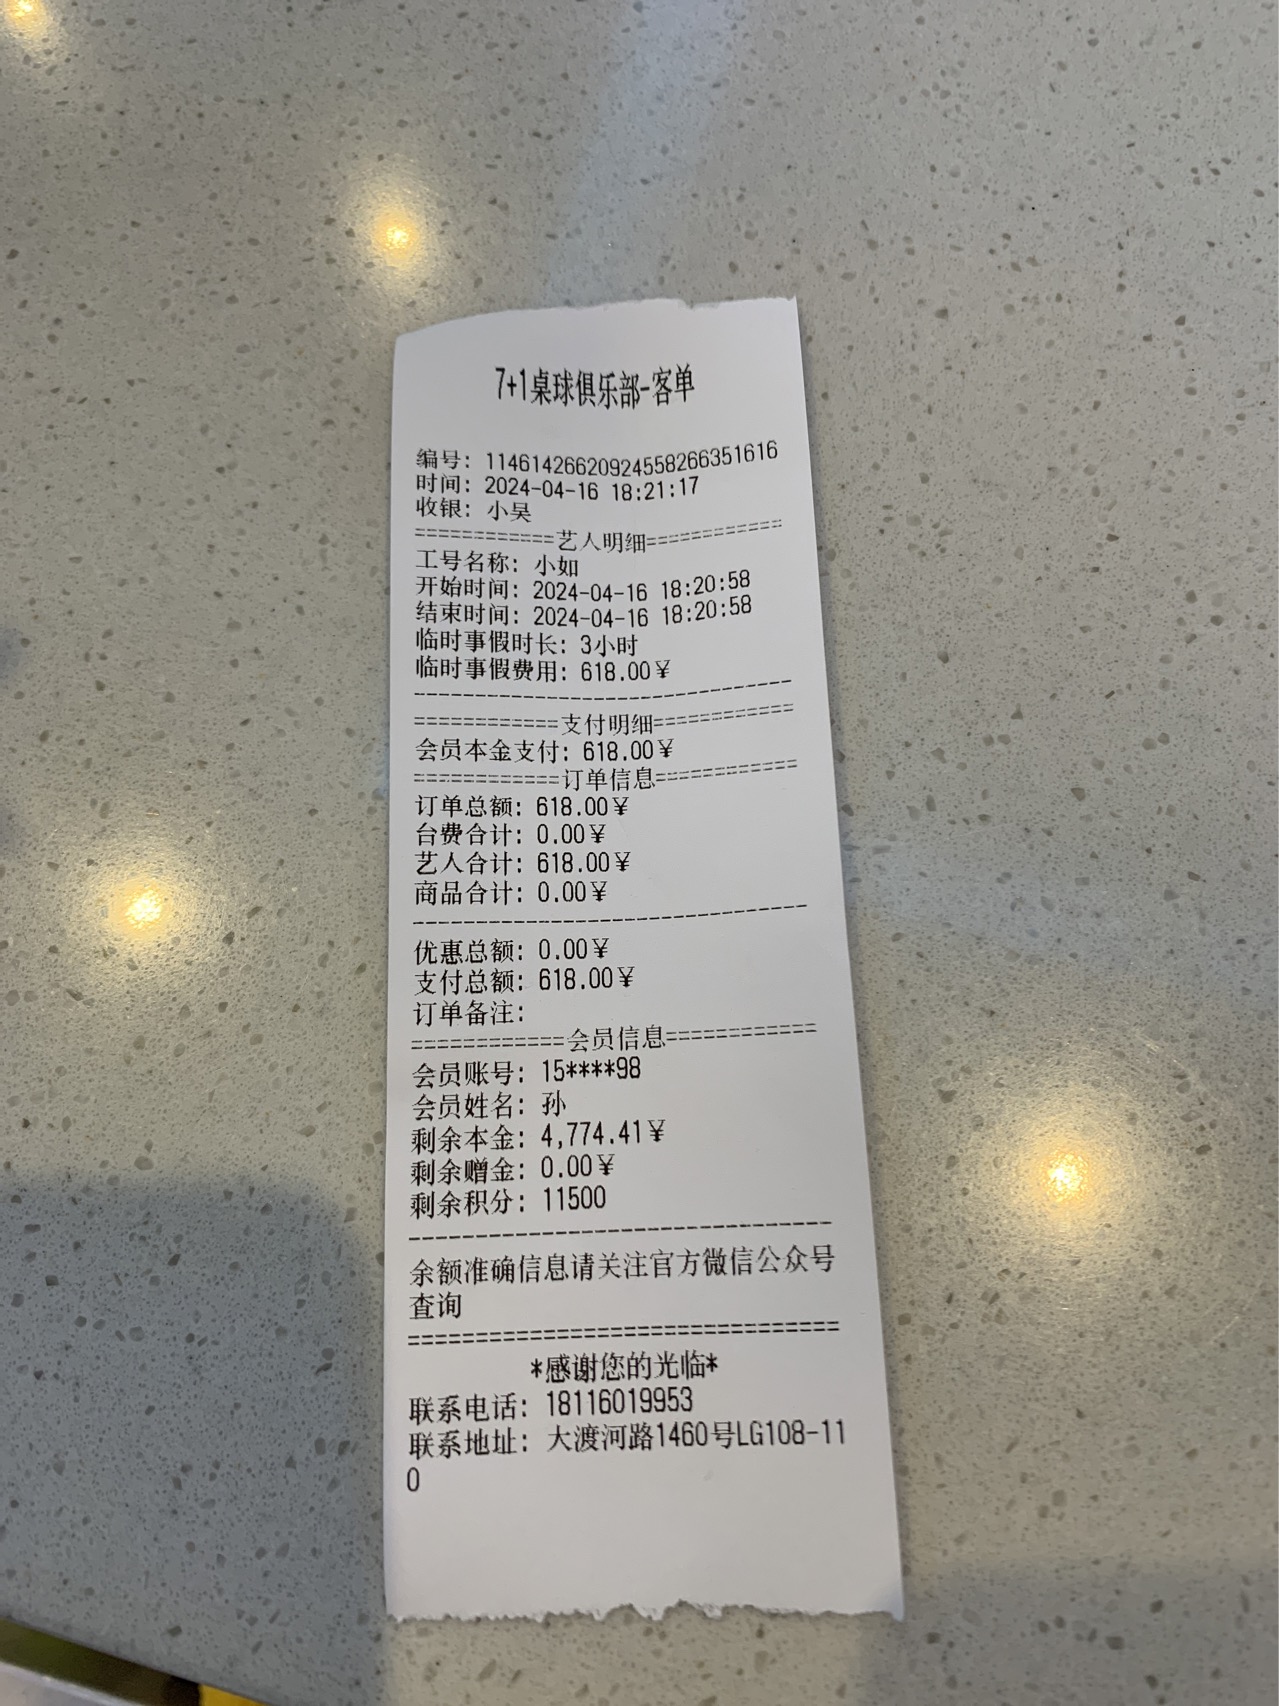 7+1桌球俱乐部-客单
编号: 11461426620924558266351616
时间: 2024-04-16 18:21:17
收银: 小吴
============艺人明细============
工号名称: 小如
开始时间: 2024-04-16 18:20:58
结束时间: 2024-04-16 18:20:58
临时事假时长: 3小时
临时事假费用: 618.00¥
--------------------------------
============支付明细============
会员本金支付: 618.00¥
============订单信息============
订单总额: 618.00¥
台费合计: 0.00¥
艺人合计: 618.00¥
商品合计: 0.00¥
--------------------------------
优惠总额: 0.00¥
支付总额: 618.00¥
订单备注:
============会员信息============
会员账号: 15****98
会员姓名: 孙
剩余本金: 4,774.41¥
剩余赠金: 0.00¥
剩余积分: 11500
--------------------------------
余额准确信息请关注官方微信公众号
查询
================================
*感谢您的光临*
联系电话: 18116019953
联系地址: 大渡河路1460号LG108-11
0